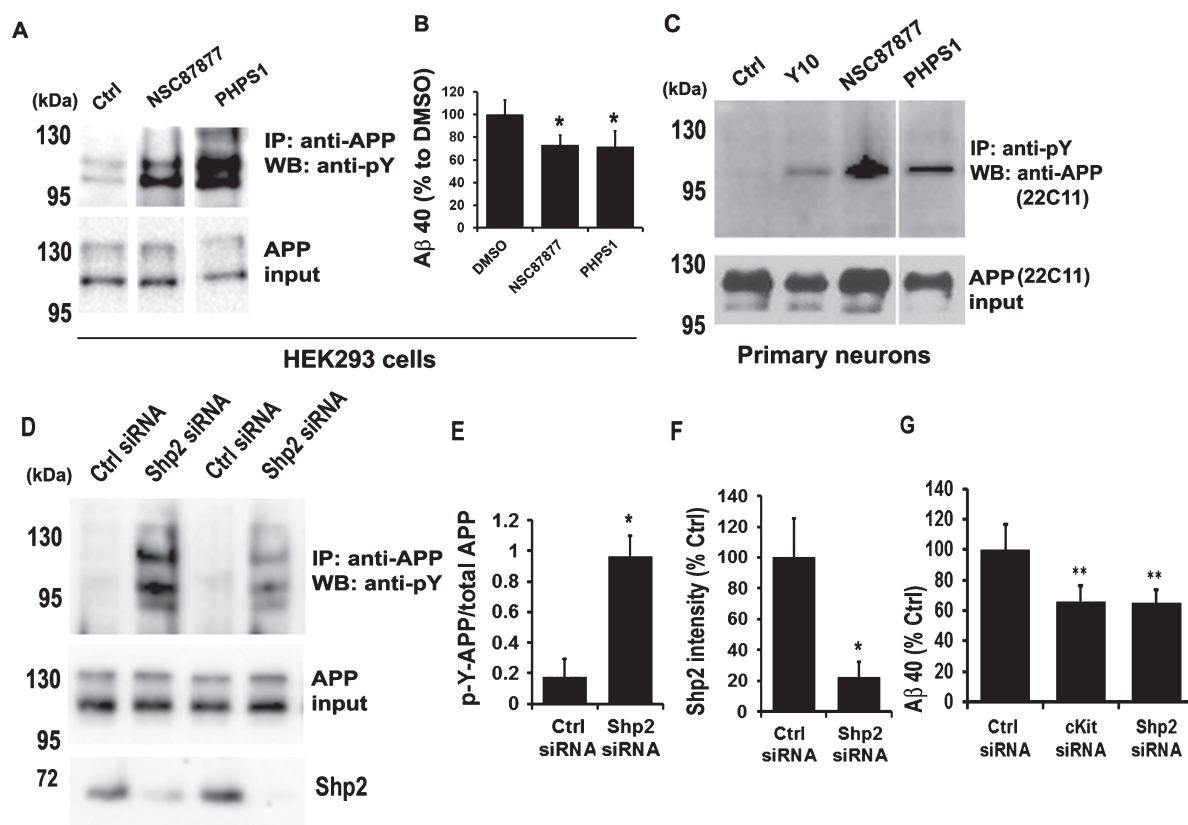 A
(kDa)
Ctrl
NSC87877
PHPS1
130
95
IP: anti-APP
WB: anti-pY
130
95
APP
input
B
Aβ 40 (% to DMSO)
120
100
80
60
40
20
0
*
*
DMSO
NSC87877
PHPS1
HEK293 cells
C
(kDa)
Ctrl
Y10
NSC87877
PHPS1
130
95
IP: anti-pY
WB: anti-APP
(22C11)
130
95
APP (22C11)
input
Primary neurons
D
(kDa)
Ctrl siRNA
Shp2 siRNA
Ctrl siRNA
Shp2 siRNA
130
95
IP: anti-APP
WB: anti-pY
130
95
APP
input
72
Shp2
E
p-Y-APP/total APP
1.2
1
0.8
0.6
0.4
0.2
0
*
Ctrl
siRNA
Shp2
siRNA
F
Shp2 intensity (% Ctrl)
140
120
100
80
60
40
20
0
*
Ctrl
siRNA
Shp2
siRNA
G
Aβ 40 (% Ctrl)
140
120
100
80
60
40
20
0
**
**
Ctrl
siRNA
cKit
siRNA
Shp2
siRNA